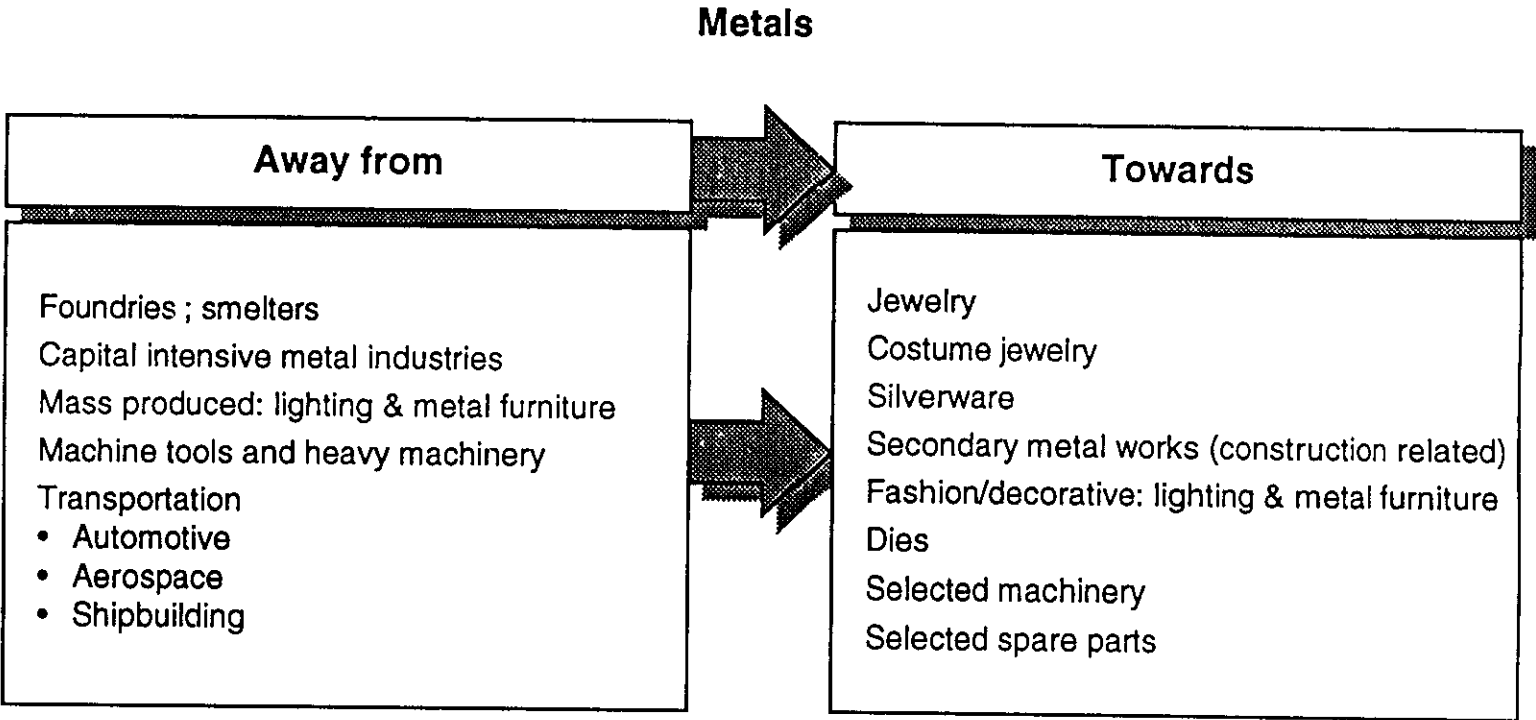 Metals
Away from
Towards
Foundries ; smelters
Capital intensive metal industries
Mass produced: lighting & metal furniture
Machine tools and heavy machinery
Transportation
• Automotive
• Aerospace
• Shipbuilding
Jewelry
Costume jewelry
Silverware
Secondary metal works (construction related)
Fashion/decorative: lighting & metal furniture
Dies
Selected machinery
Selected spare parts